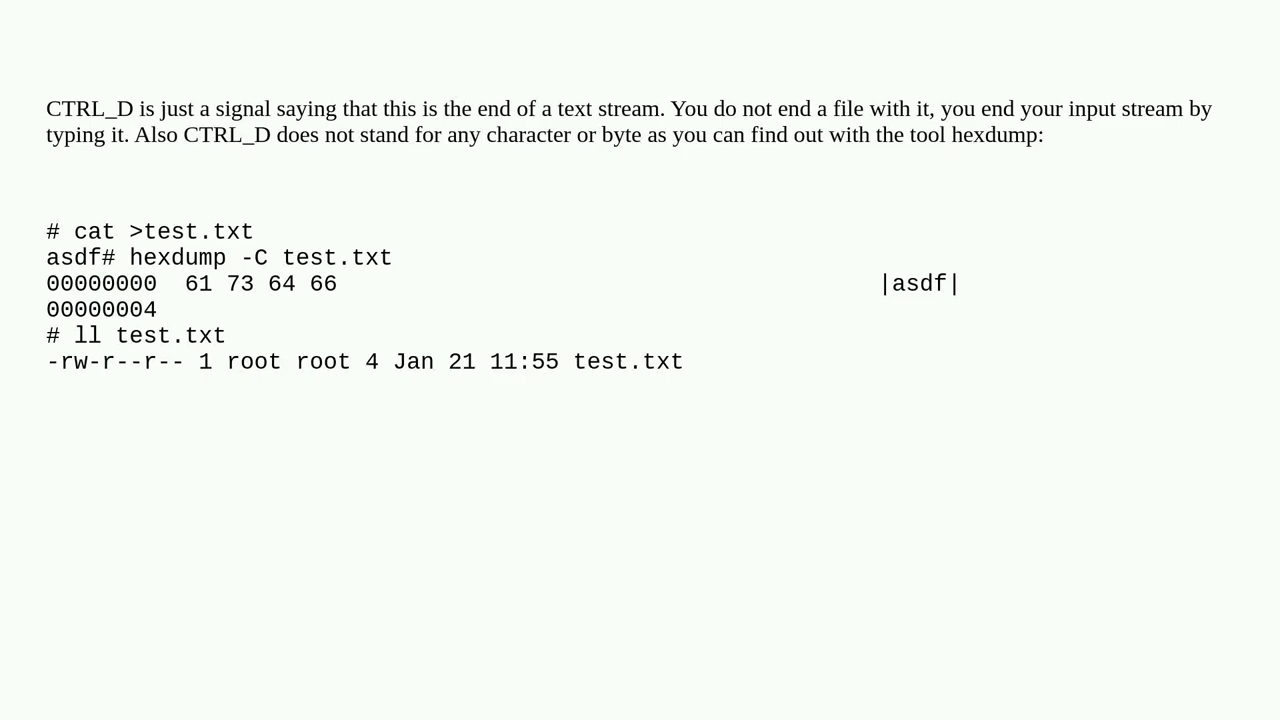 CTRL_D is just a signal saying that this is the end of a text stream. You do not end a file with it, you end your input stream by
typing it. Also CTRL_D does not stand for any character or byte as you can find out with the tool hexdump:
# cat >test.txt
asdf# hexdump -C test.txt
00000000  61 73 64 66                                       |asdf|
00000004
# ll test.txt
-rw-r--r-- 1 root root 4 Jan 21 11:55 test.txt